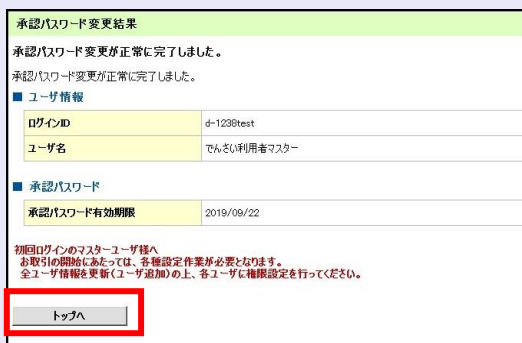 承認パスワード変更結果
承認パスワード変更が正常に完了しました。
承認パスワード変更が正常に完了しました。
■ ユーザ情報
ログインID d-1238test
ユーザ名 でんさい利用者マスター
■ 承認パスワード
承認パスワード有効期限 2019/09/22
初回ログインのマスターユーザ様へ
お取引の開始にあたっては、各種設定作業が必要となります。
全ユーザ情報を更新(ユーザ追加)の上、各ユーザに権限設定を行ってください。
トップへ